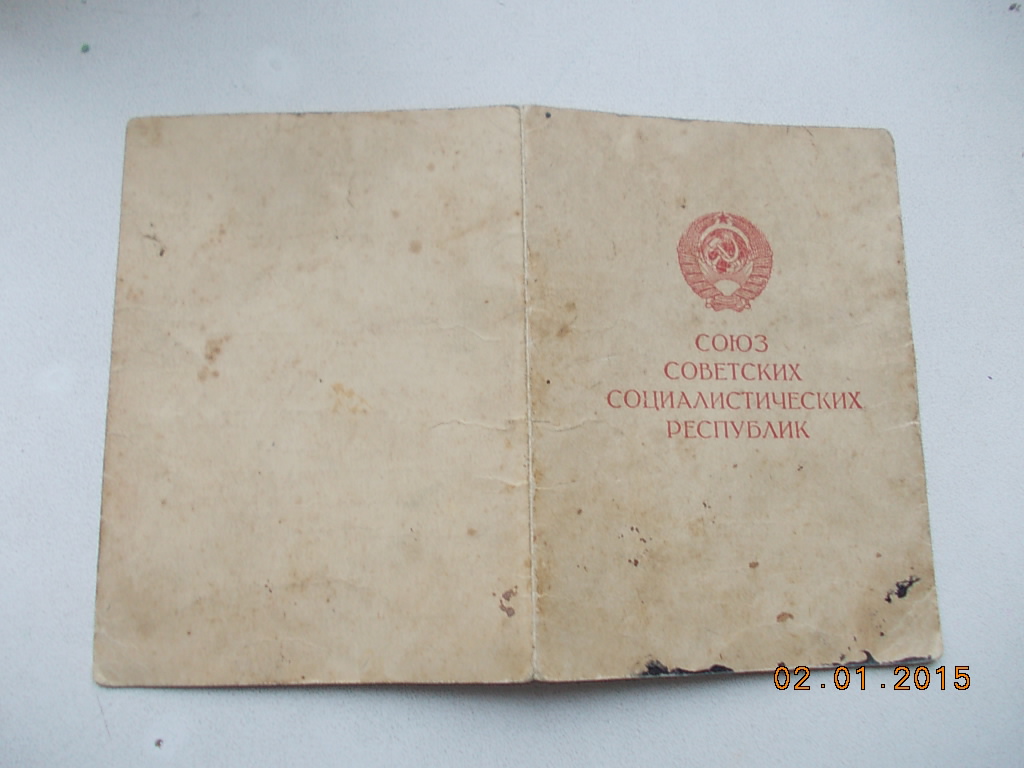 СОЮЗ
СОВЕТСКИХ
СОЦИАЛИСТИЧЕСКИХ
РЕСПУБЛИК
02.01.2015